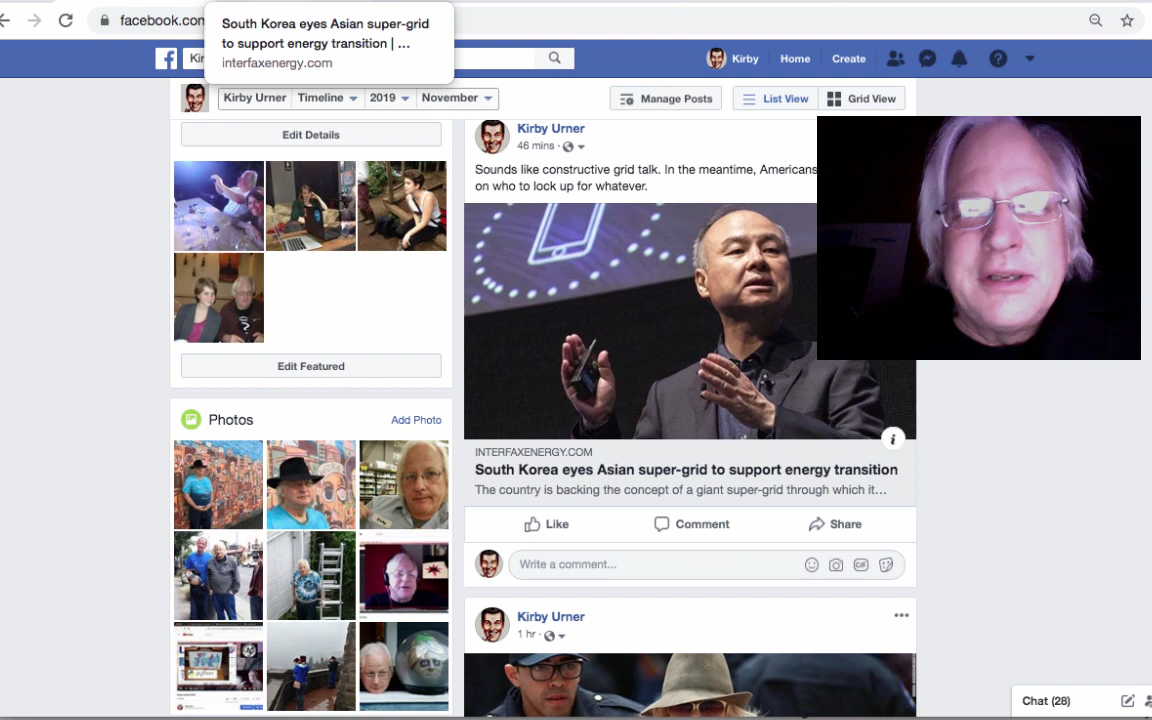 facebook.con
South Korea eyes Asian super-grid
to support energy transition | ...
interfaxenergy.com
Kirby
Home
Create
Kirby Urner
Timeline
2019
November
Manage Posts
List View
Grid View
Edit Details
Edit Featured
Photos
Add Photo
Kirby Urner
46 mins ·
Sounds like constructive grid talk. In the meantime, Americans
on who to lock up for whatever.
INTERFAXENERGY.COM
South Korea eyes Asian super-grid to support energy transition
The country is backing the concept of a giant super-grid through which it…
Like
Comment
Share
Write a comment...
GIF
Kirby Urner
1 hr ·
Chat (28)